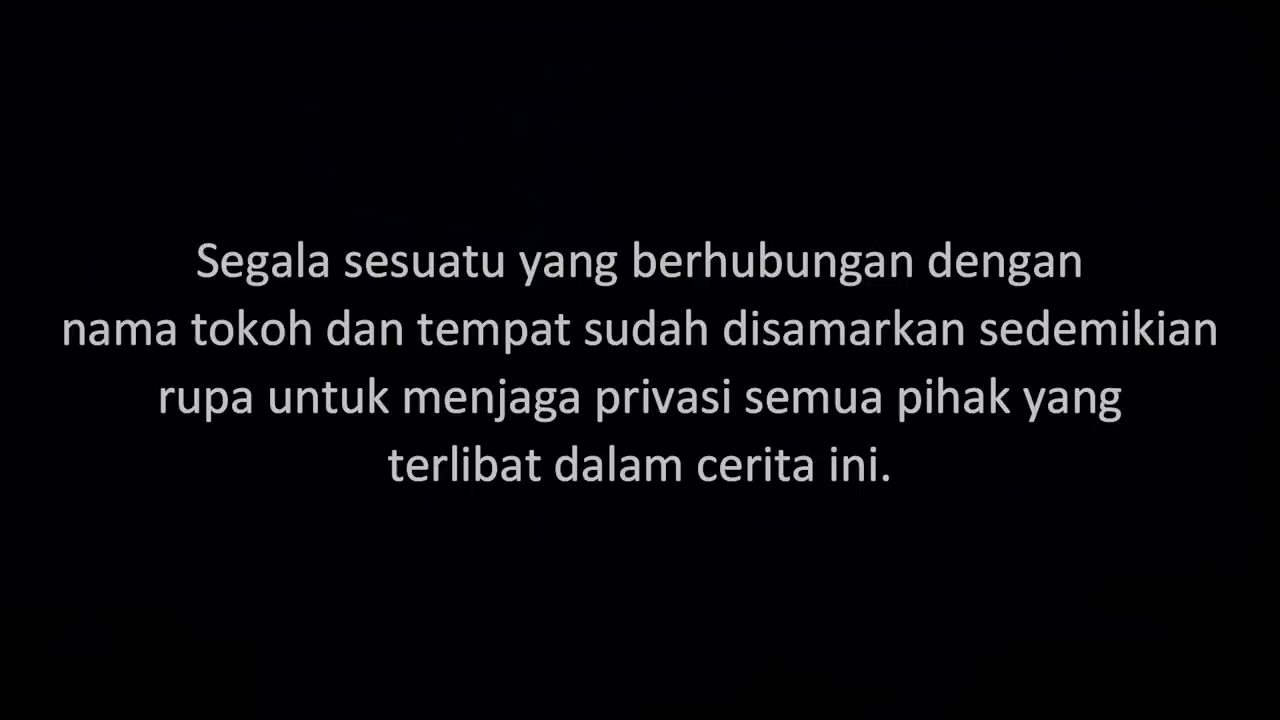 Segala sesuatu yang berhubungan dengan
nama tokoh dan tempat sudah disamarkan sedemikian
rupa untuk menjaga privasi semua pihak yang
terlibat dalam cerita ini.